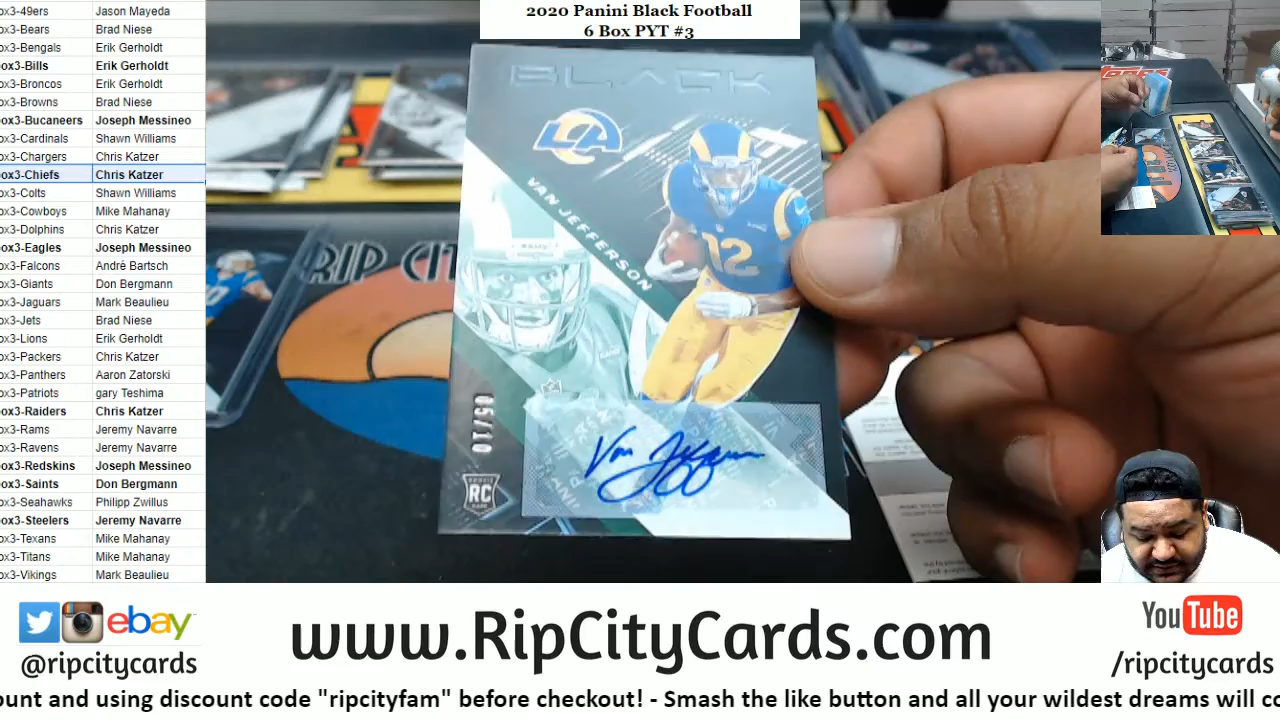 2020 Panini Black Football
6 Box PYT #3
ox3-49ers Jason Mayeda
ox3-Bears Brad Niese
ox3-Bengals Erik Gerholdt
ox3-Bills Erik Gerholdt
ox3-Broncos Erik Gerholdt
ox3-Browns Brad Niese
ox3-Bucaneers Joseph Messineo
ox3-Cardinals Shawn Williams
ox3-Chargers Chris Katzer
ox3-Chiefs Chris Katzer
ox3-Colts Shawn Williams
ox3-Cowboys Mike Mahanay
ox3-Dolphins Chris Katzer
ox3-Eagles Joseph Messineo
ox3-Falcons Andrè Bartsch
ox3-Giants Don Bergmann
ox3-Jaguars Mark Beaulieu
ox3-Jets Brad Niese
ox3-Lions Erik Gerholdt
ox3-Packers Chris Katzer
ox3-Panthers Aaron Zatorski
ox3-Patriots gary Teshima
ox3-Raiders Chris Katzer
ox3-Rams Jeremy Navarre
ox3-Ravens Jeremy Navarre
ox3-Redskins Joseph Messineo
ox3-Saints Don Bergmann
ox3-Seahawks Philipp Zwillus
ox3-Steelers Jeremy Navarre
ox3-Texans Mike Mahanay
ox3-Titans Mike Mahanay
ox3-Vikings Mark Beaulieu
BLACK
LA
VAN JEFFERSON
12
05/10
RC
Van Jefferson
RIP CIT
Topps
ebay
@ripcitycards
www.RipCityCards.com
YouTube
/ripcitycards
ount and using discount code "ripcityfam" before checkout! - Smash the like button and all your wildest dreams will co